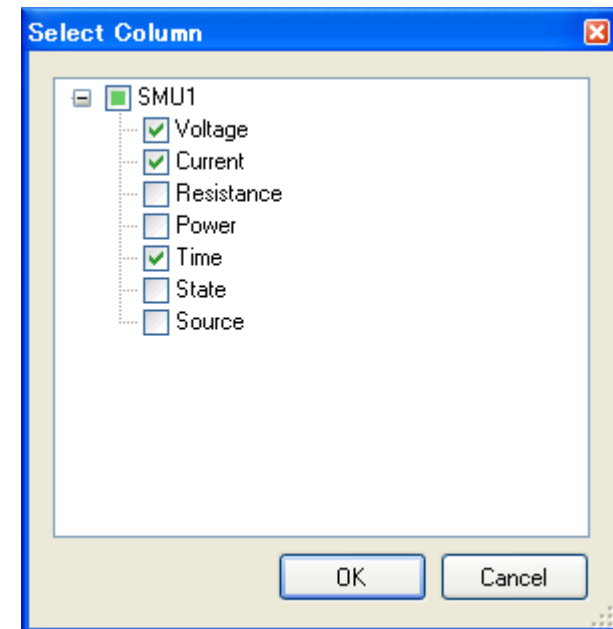 Select Column
SMU1
Voltage
Current
Resistance
Power
Time
State
Source
OK
Cancel